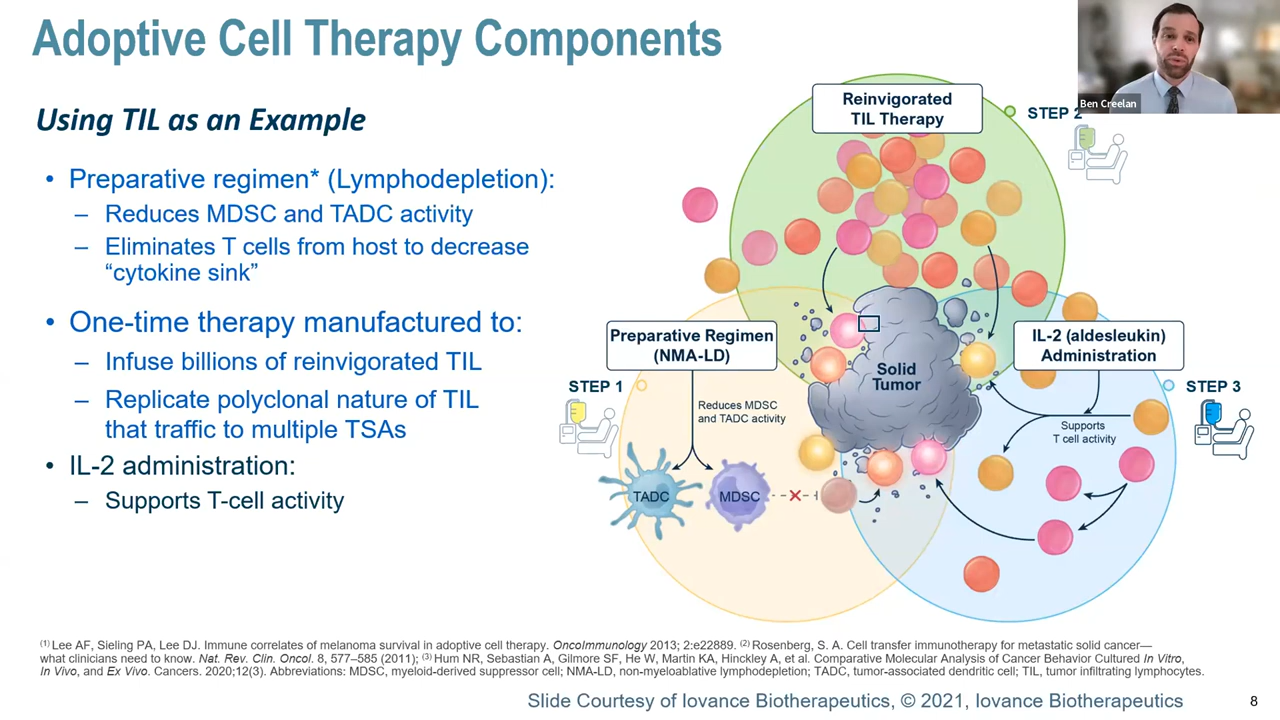 Adoptive Cell Therapy Components
Ben Creelan
Using TIL as an Example
• Preparative regimen* (Lymphodepletion):
– Reduces MDSC and TADC activity
– Eliminates T cells from host to decrease
“cytokine sink”
• One-time therapy manufactured to:
– Infuse billions of reinvigorated TIL
– Replicate polyclonal nature of TIL
that traffic to multiple TSAs
• IL-2 administration:
– Supports T-cell activity
Reinvigorated
TIL Therapy
STEP 2
Preparative Regimen
(NMA-LD)
STEP 1
Reduces MDSC
and TADC activity
TADC
MDSC
Solid
Tumor
IL-2 (aldesleukin)
Administration
STEP 3
Supports
T cell activity
(1) Lee AF, Sieling PA, Lee DJ. Immune correlates of melanoma survival in adoptive cell therapy. OncoImmunology 2013; 2:e22889. (2) Rosenberg, S. A. Cell transfer immunotherapy for metastatic solid cancer—
what clinicians need to know. Nat. Rev. Clin. Oncol. 8, 577–585 (2011); (3) Hum NR, Sebastian A, Gilmore SF, He W, Martin KA, Hinckley A, et al. Comparative Molecular Analysis of Cancer Behavior Cultured In Vitro,
In Vivo, and Ex Vivo. Cancers. 2020;12(3). Abbreviations: MDSC, myeloid-derived suppressor cell; NMA-LD, non-myeloablative lymphodepletion; TADC, tumor-associated dendritic cell; TIL, tumor infiltrating lymphocytes.
Slide Courtesy of Iovance Biotherapeutics, © 2021, Iovance Biotherapeutics
8